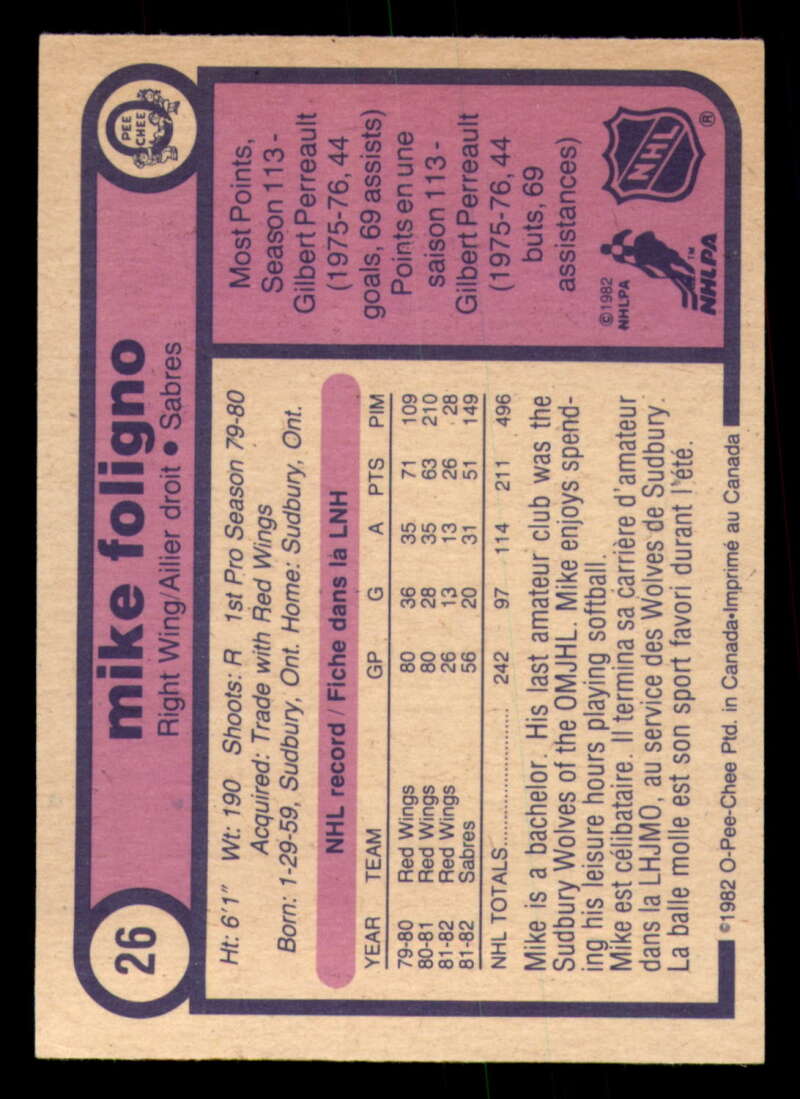 26
mike foligno
Right Wing/Ailier droit • Sabres
O
PEE
CHEE
Ht: 6'1" Wt: 190 Shoots: R 1st Pro Season 79-80
Acquired: Trade with Red Wings
Born: 1-29-59, Sudbury, Ont. Home: Sudbury, Ont.
NHL record / Fiche dans la LNH
YEAR TEAM GP G A PTS PIM
79-80 Red Wings 80 36 35 71 109
80-81 Red Wings 80 28 35 63 210
81-82 Red Wings 26 13 13 26 28
81-82 Sabres 56 20 31 51 149
NHL TOTALS.................... 242 97 114 211 496
Mike is a bachelor. His last amateur club was the
Sudbury Wolves of the OMJHL. Mike enjoys spend-
ing his leisure hours playing softball.
Mike est célibataire. Il termina sa carrière d'amateur
dans la LHJMO, au service des Wolves de Sudbury.
La balle molle est son sport favori durant l'été.
©1982 O-Pee-Chee Ptd. in Canada•Imprimé au Canada
Most Points,
Season 113 -
Gilbert Perreault
(1975-76, 44
goals, 69 assists)
Points en une
saison 113 -
Gilbert Perreault
(1975-76, 44
buts, 69
assistances)
©1982
NHLPA
NHLPA
TM
NHL
®